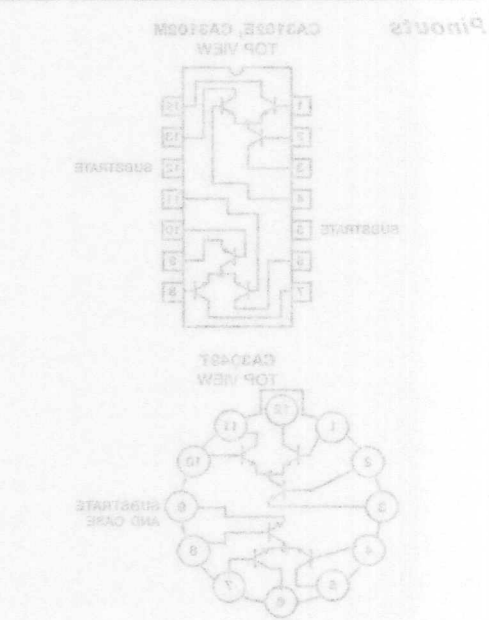 Pinouts
CA3102E, CA3102M
TOP VIEW
1 14
2 13
3 12 SUBSTRATE
4 11
SUBSTRATE 5 10
6 9
7 8
CA3049T
TOP VIEW
12
1 11
2 10
3 9 SUBSTRATE AND CASE
4 8
5 7
6